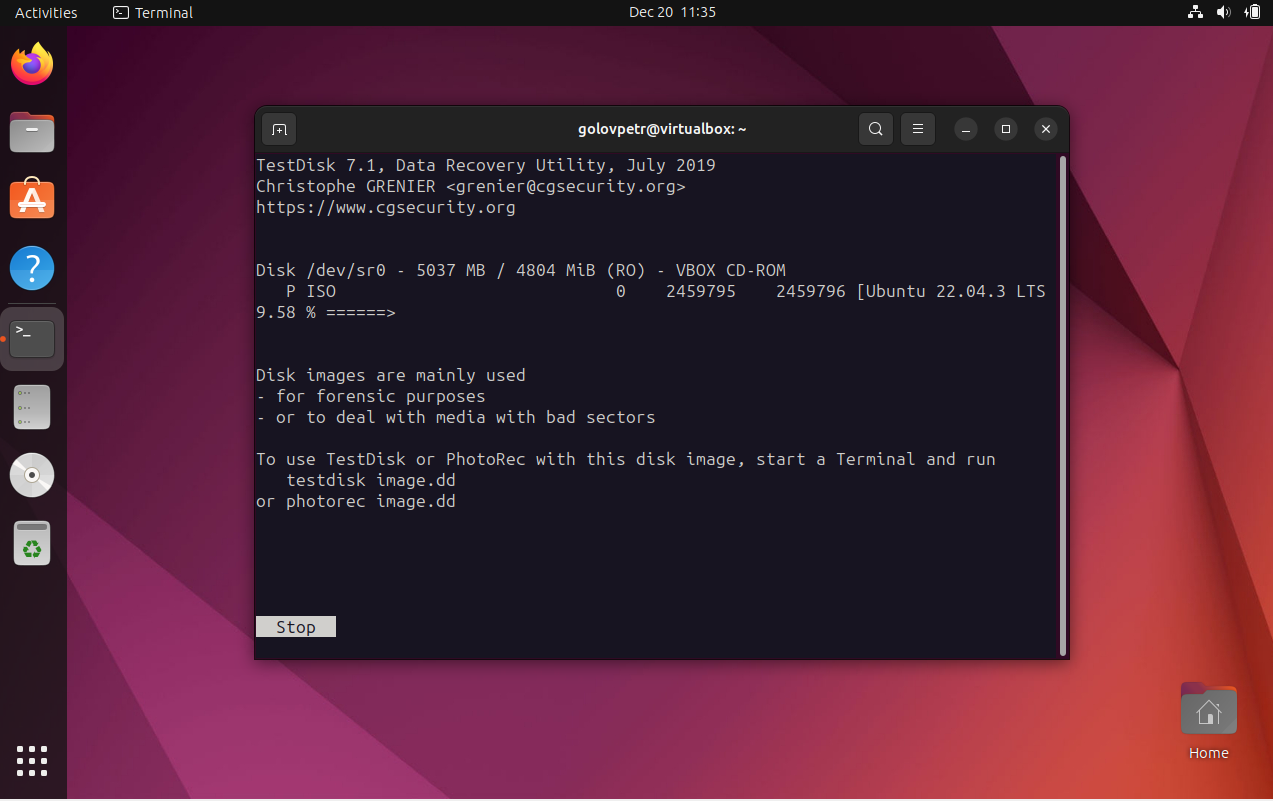 Activities
Terminal
Dec 20 11:35
golovpetr@virtualbox: ~
TestDisk 7.1, Data Recovery Utility, July 2019
Christophe GRENIER <grenier@cgsecurity.org>
https://www.cgsecurity.org
Disk /dev/sr0 - 5037 MB / 4804 MiB (RO) - VBOX CD-ROM
P ISO 0 2459795 2459796 [Ubuntu 22.04.3 LTS
9.58 % ======>
Disk images are mainly used
- for forensic purposes
- or to deal with media with bad sectors
To use TestDisk or PhotoRec with this disk image, start a Terminal and run
testdisk image.dd
or photorec image.dd
Stop
Home